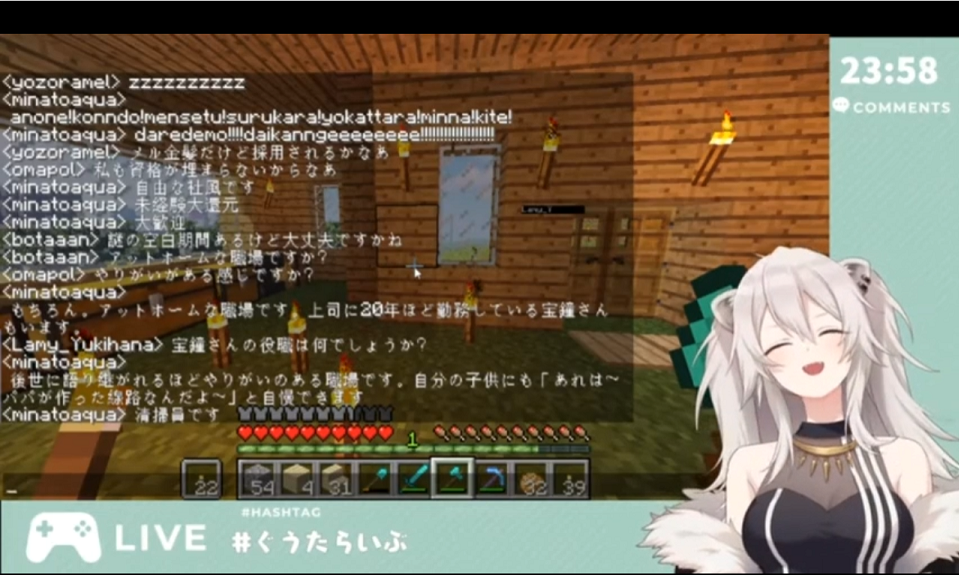 <yozoramel> zzzzzzzzzz
<minatoaqua>
anone!konndo!mensetu!surukara!yokattara!minna!kite!
<minatoaqua> daredemo!!!!daikanngeeeeeeee!!!!!!!!!!!!!!!!!!
<yozoramel> メル金髪だけど採用されるかなあ
<omapol> 私も資格が埋まらないからなあ
<minatoaqua> 自由な社風です
<minatoaqua> 未経験大還元
<minatoaqua> 大歓迎
<botaaan> 謎の空白期間あるけど大丈夫ですかね
<botaaan> アットホームな職場ですか?
<omapol> やりがいがある感じですか?
<minatoaqua>
もちろん。アットホームな職場です。上司に20年ほど勤務している宝鐘さん
もいます。
<Lamy_Yukihana> 宝鐘さんの役職は何でしょうか?
<minatoaqua>
後世に語り継がれるほどやりがいのある職場です。自分の子供にも「あれは〜
パパが作った線路なんだよ〜」と自慢できます
<minatoaqua> 清掃員です
Lamy_Y
23:58
COMMENTS
1
22
54
4
31
32
39
#HASHTAG
LIVE
#ぐうたらいぶ